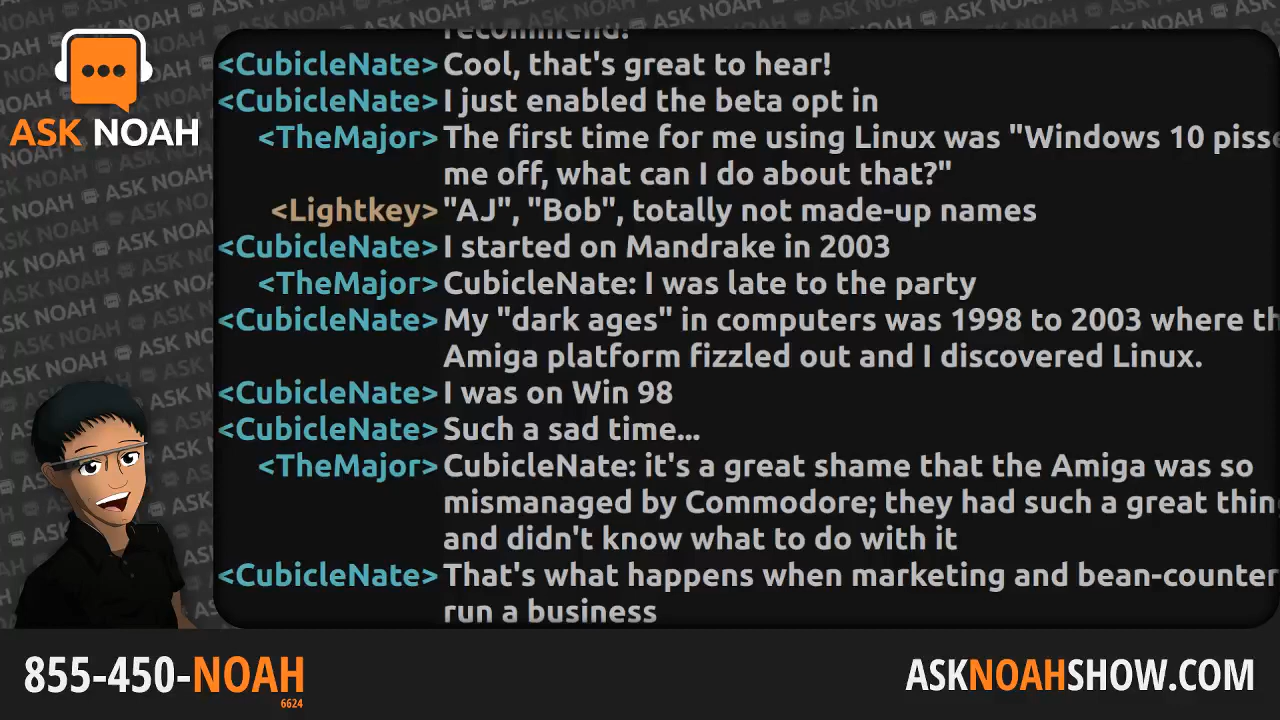 recommend!
<CubicleNate> Cool, that's great to hear!
<CubicleNate> I just enabled the beta opt in
<TheMajor> The first time for me using Linux was "Windows 10 pisse
me off, what can I do about that?"
<Lightkey> "AJ", "Bob", totally not made-up names
<CubicleNate> I started on Mandrake in 2003
<TheMajor> CubicleNate: I was late to the party
<CubicleNate> My "dark ages" in computers was 1998 to 2003 where th
Amiga platform fizzled out and I discovered Linux.
<CubicleNate> I was on Win 98
<CubicleNate> Such a sad time...
<TheMajor> CubicleNate: it's a great shame that the Amiga was so
mismanaged by Commodore; they had such a great thin
and didn't know what to do with it
<CubicleNate> That's what happens when marketing and bean-counter
run a business
ASK NOAH
855-450-NOAH
6624
ASKNOAHSHOW.COM